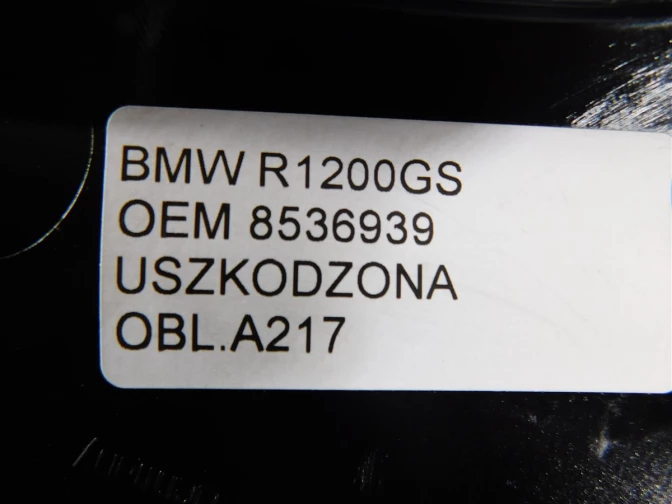 BMW R1200GS
OEM 8536939
USZKODZONA
OBL.A217